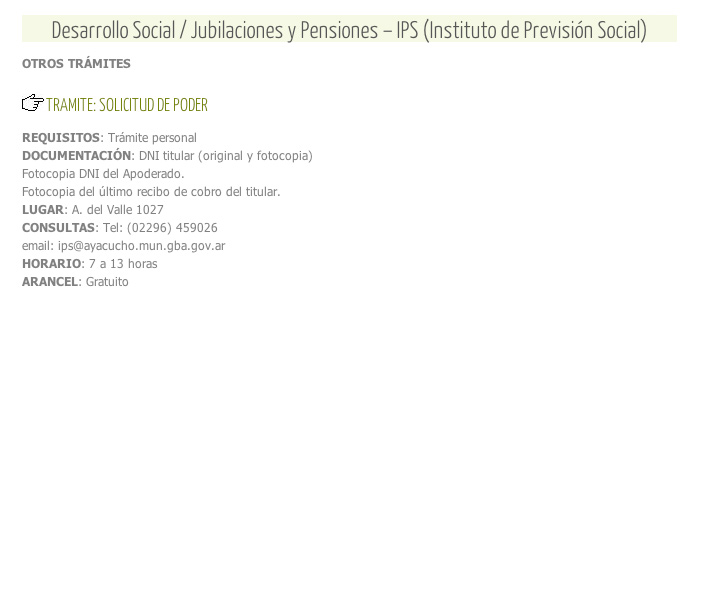 Desarrollo Social / Jubilaciones y Pensiones – IPS (Instituto de Previsión Social)
OTROS TRÁMITES
TRAMITE: SOLICITUD DE PODER
REQUISITOS: Trámite personal
DOCUMENTACIÓN: DNI titular (original y fotocopia)
Fotocopia DNI del Apoderado.
Fotocopia del último recibo de cobro del titular.
LUGAR: A. del Valle 1027
CONSULTAS: Tel: (02296) 459026
email: ips@ayacucho.mun.gba.gov.ar
HORARIO: 7 a 13 horas
ARANCEL: Gratuito